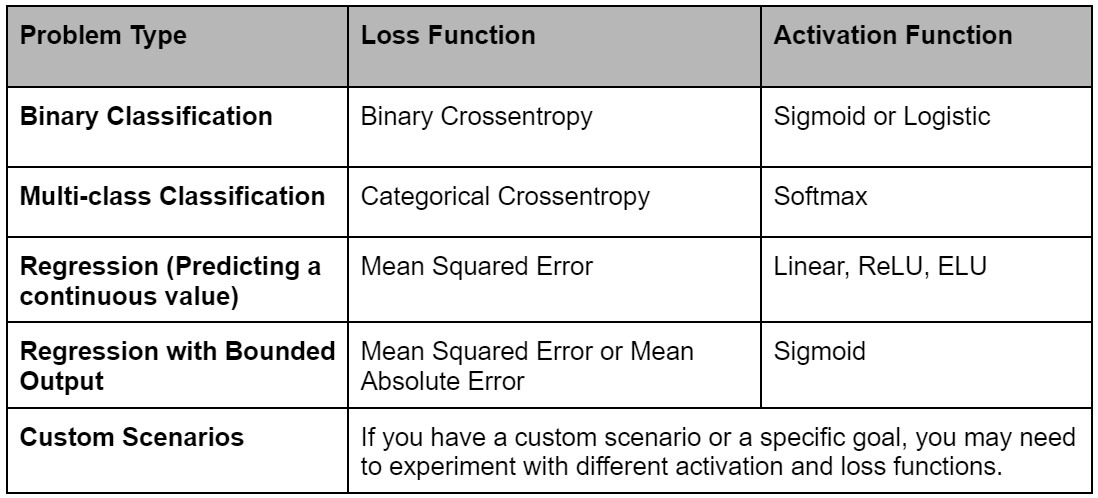 Problem Type
Loss Function
Activation Function
Binary Classification
Binary Crossentropy
Sigmoid or Logistic
Multi-class Classification
Categorical Crossentropy
Softmax
Regression (Predicting a
continuous value)
Mean Squared Error
Linear, ReLU, ELU
Regression with Bounded
Output
Mean Squared Error or Mean
Absolute Error
Sigmoid
Custom Scenarios
If you have a custom scenario or a specific goal, you may need
to experiment with different activation and loss functions.